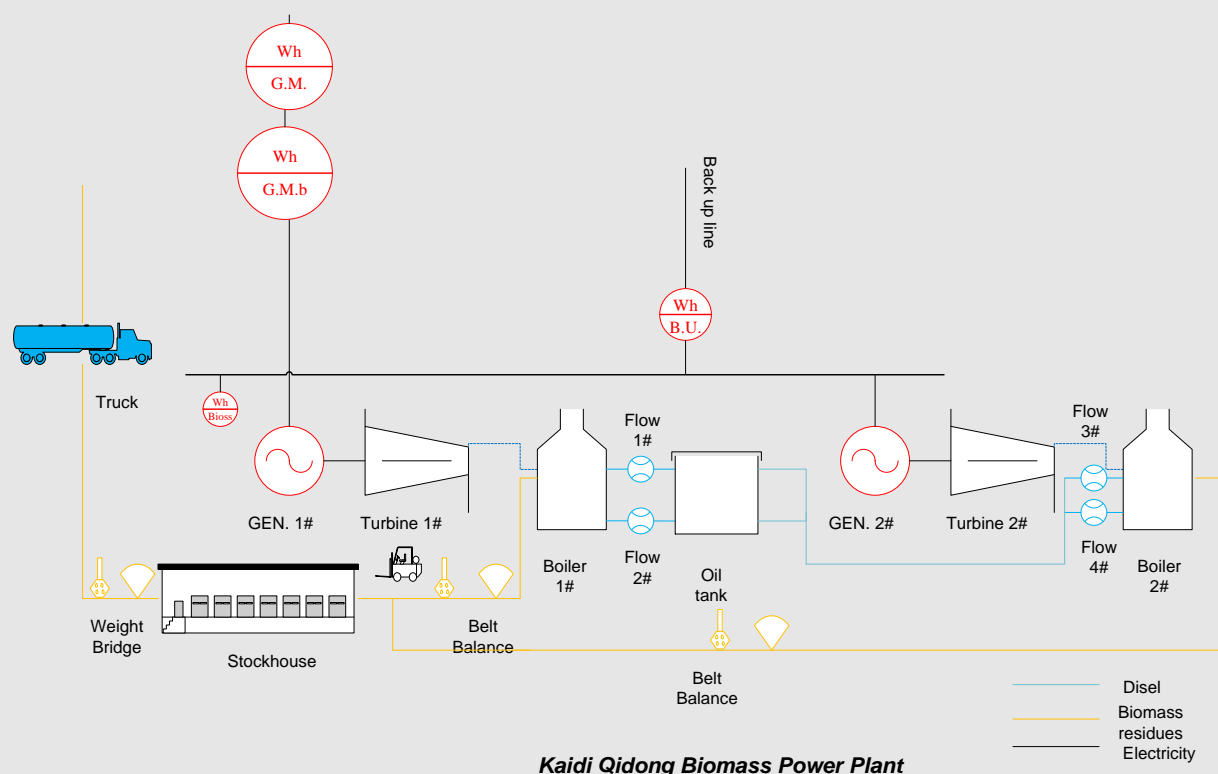 Wh
G.M.
Wh
G.M.b
Back up line
Wh
B.U.
Truck
Wh
Bioss
GEN. 1#
Turbine 1#
Flow
1#
Flow
2#
Boiler
1#
Oil
tank
GEN. 2#
Turbine 2#
Flow
3#
Flow
4#
Boiler
2#
Weight
Bridge
Stockhouse
Belt
Balance
Belt
Balance
Disel
Biomass
residues
Electricity
Kaidi Qidong Biomass Power Plant